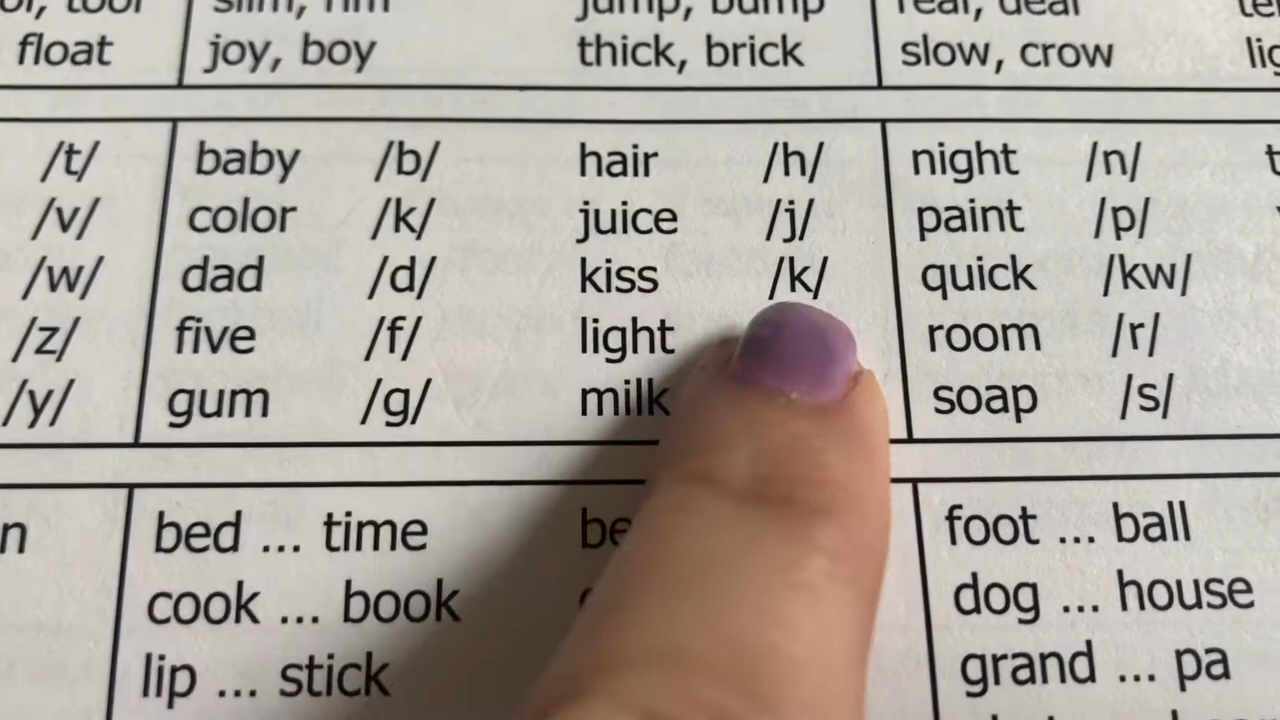 float joy, boy thick, brick slow, crow
/t/ baby /b/ hair /h/ night /n/
/v/ color /k/ juice /j/ paint /p/
/w/ dad /d/ kiss /k/ quick /kw/
/z/ five /f/ light room /r/
/y/ gum /g/ milk soap /s/
bed ... time foot ... ball
cook ... book dog ... house
lip ... stick grand ... pa